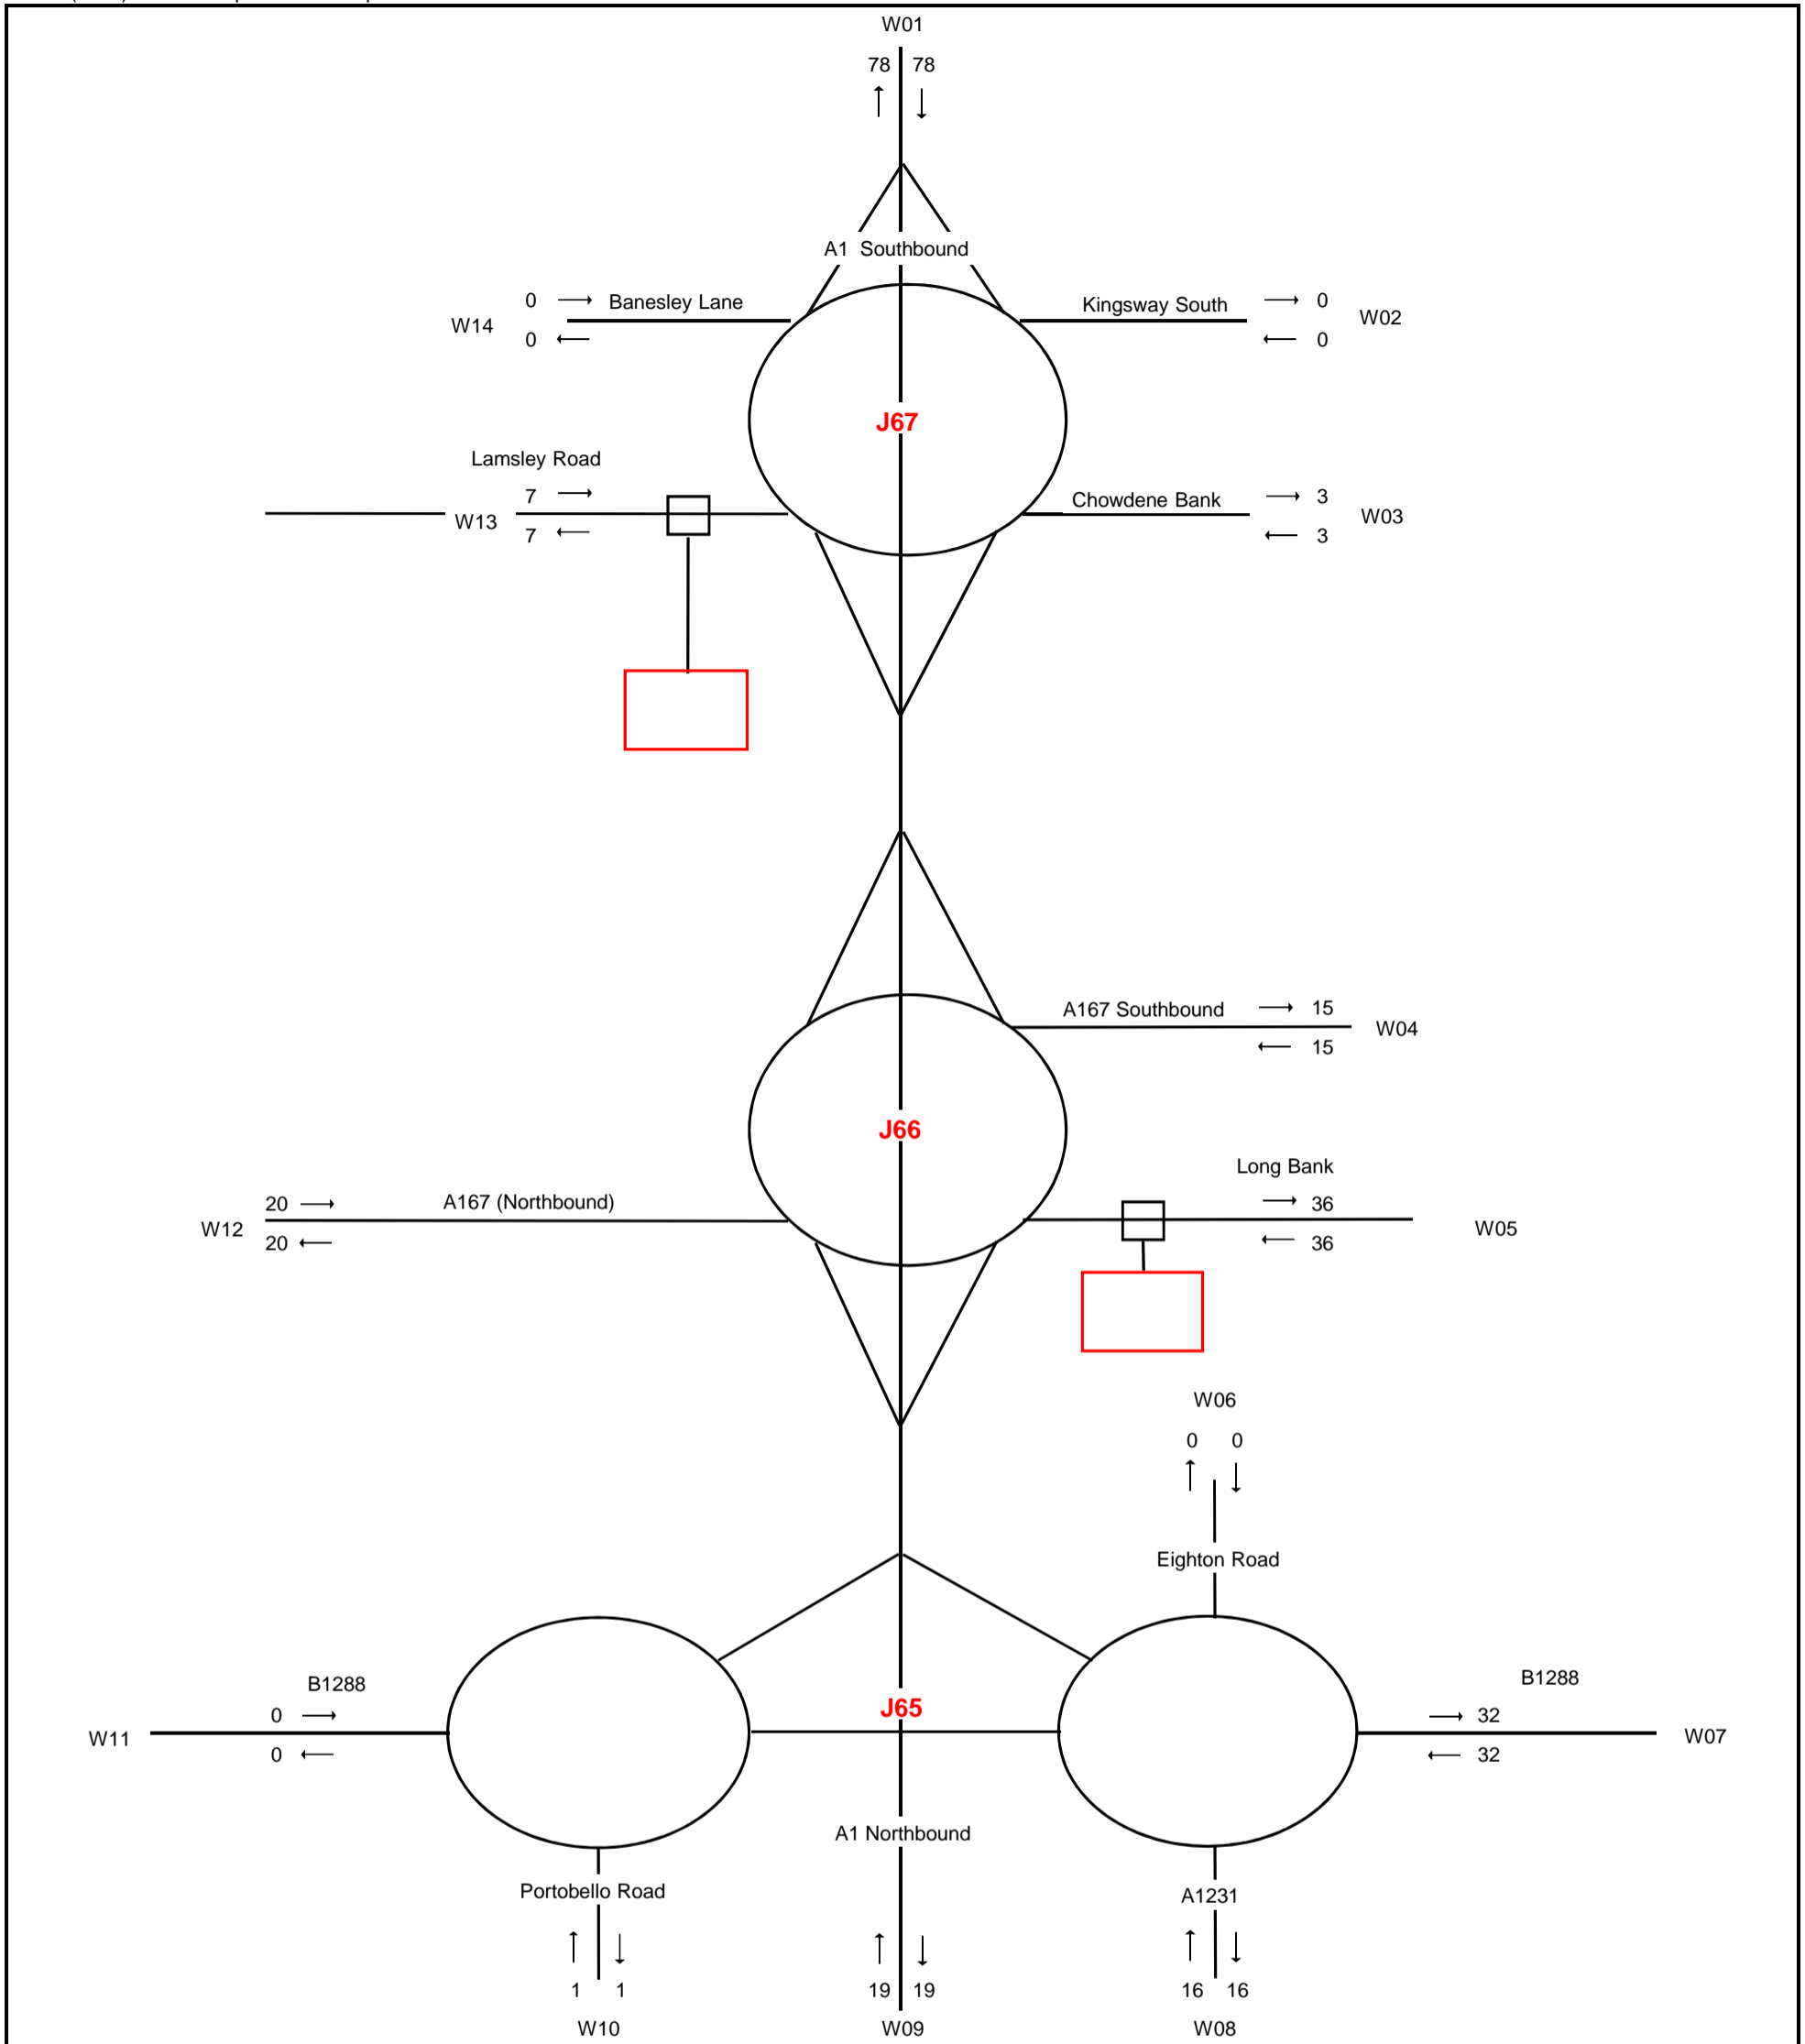 W01
78 78
A1 Southbound
0 Banesley Lane
Kingsway South 0
W14
W02
0
0
J67
Lamsley Road
7
Chowdene Bank 3
W13
W03
7
3
A167 Southbound 15
W04
15
J66
Long Bank
20 A167 (Northbound)
36
W12
W05
20
36
W06
0 0
Eighton Road
B1288
B1288
0
J65
32
W11
W07
0
32
A1 Northbound
Portobello Road
A1231
1 1
19 19
16 16
W10
W09
W08